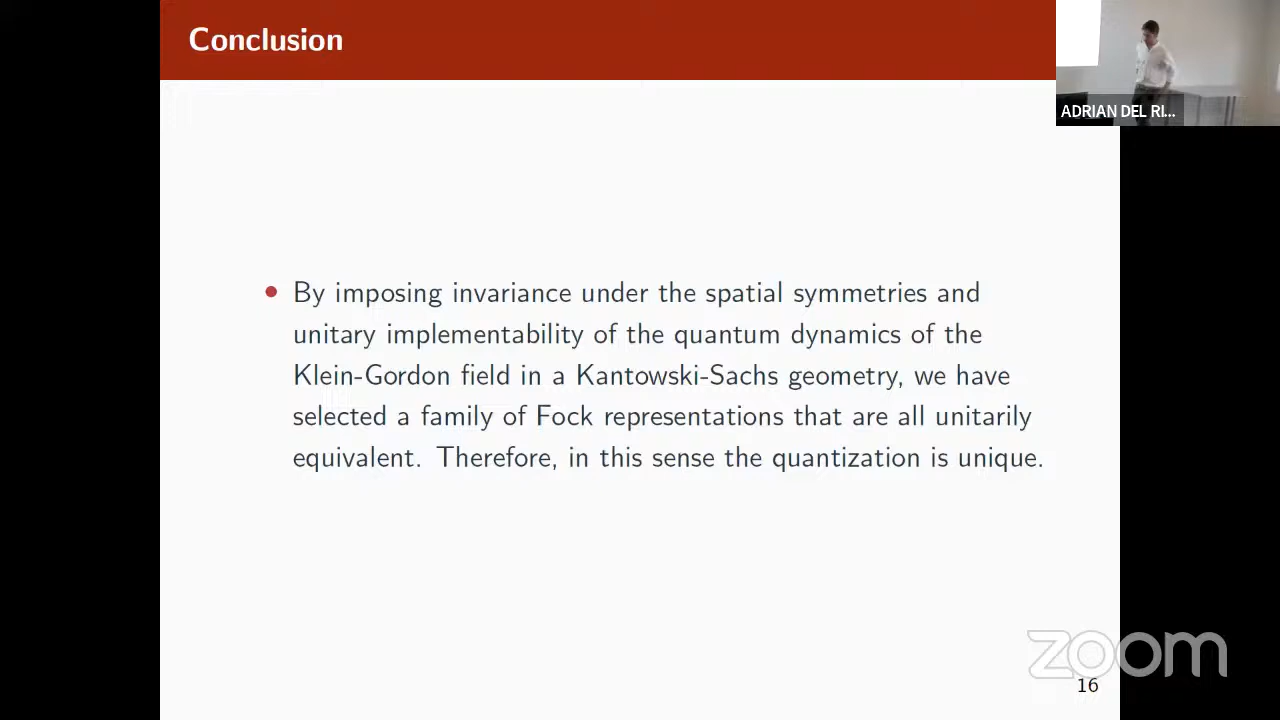 Conclusion
ADRIAN DEL RI...
By imposing invariance under the spatial symmetries and
unitary implementability of the quantum dynamics of the
Klein-Gordon field in a Kantowski-Sachs geometry, we have
selected a family of Fock representations that are all unitarily
equivalent. Therefore, in this sense the quantization is unique.
zoom
16